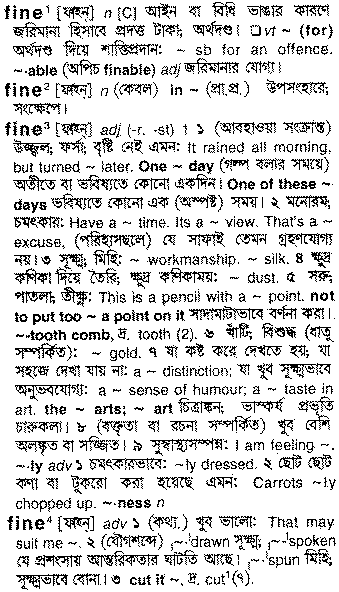 fine¹ [ফাইন্] n [C] আইন বা বিধি ভাঙার কারণে
জরিমানা হিসাবে প্রদত্ত টাকা; অর্থদণ্ড। □vt ~ (for)
অর্থদণ্ড দিয়ে শাস্তিপ্রদান: ~ sb for an offence.
~·able (অপিচ finable) adj জরিমানার যোগ্য।
fine² [ফাইন্] n (কেবল) in ~ (প্রা.প্র.) উপসংহারে;
সংক্ষেপে।
fine³ [ফাইন্] adj (-r. -st) † ১ (আবহাওয়া সংক্রান্ত)
উজ্জ্বল; ফর্সা; বৃষ্টি নেই এমন: It rained all morning,
but turned ~ later. One ~ day (গল্প বলার সময়ে)
অতীতে বা ভবিষ্যতে কোনো একদিন। One of these ~
days ভবিষ্যতে কোনো এক (অস্পষ্ট) সময়। ২ মনোরম;
চমৎকার: Have a ~ time. Its a ~ view. That's a ~
excuse, (পরিহাসছলে) যে সাফাই তেমন গ্রহণযোগ্য
নয়। ৩ সূক্ষ্ম; মিহি: ~ workmanship. ~ silk. ৪ ক্ষুদ্র
কণিকা দিয়ে তৈরি; ক্ষুদ্র কণিকাময়: ~ dust. ৫ সরু;
পাতলা; তীক্ষ্ণ: This is a pencil with a ~ point. not
to put too ~ a point on it সাদামাটাভাবে বর্ণনা করা।
~-tooth comb, দ্র. tooth (2). ৬ খাঁটি; বিশুদ্ধ (ধাতু
সম্পর্কিত): ~ gold. ৭ যা কষ্ট করে দেখতে হয়, যা
সহজে দেখা যায় না: a ~ distinction; যা খুব সূক্ষ্মভাবে
অনুভবযোগ্য: a ~ sense of humour; a ~ taste in
art. the ~ arts; ~ art চিত্রাঙ্কন; ভাস্কর্য প্রভৃতি
চারুকলা। ৮ (বক্তৃতা বা রচনা সম্পর্কিত) খুব বেশি
অলঙ্কৃত বা সজ্জিত। ৯ সুস্বাস্থ্যসম্পন্ন: I am feeling ~.
~·ly adv ১ চমৎকারভাবে: ~ly dressed. ২ ছোট ছোট
কণা বা টুকরো করা হয়েছে এমন: Carrots ~ly
chopped up. ~·ness n
fine⁴ [ফাইন্] adv ১ (কথ্য.) খুব ভালো: That may
suit me ~. ২ (যৌগশব্দে) ˌ~-ˈdrawn সূক্ষ্ম; ˌ~-ˈspoken
যে প্রশংসায় আন্তরিকতার ঘাটতি আছে। ˌ~-ˈspun মিহি;
সূক্ষ্মভাবে বোনা। ৩ cut it ~, দ্র. cut¹(৭).